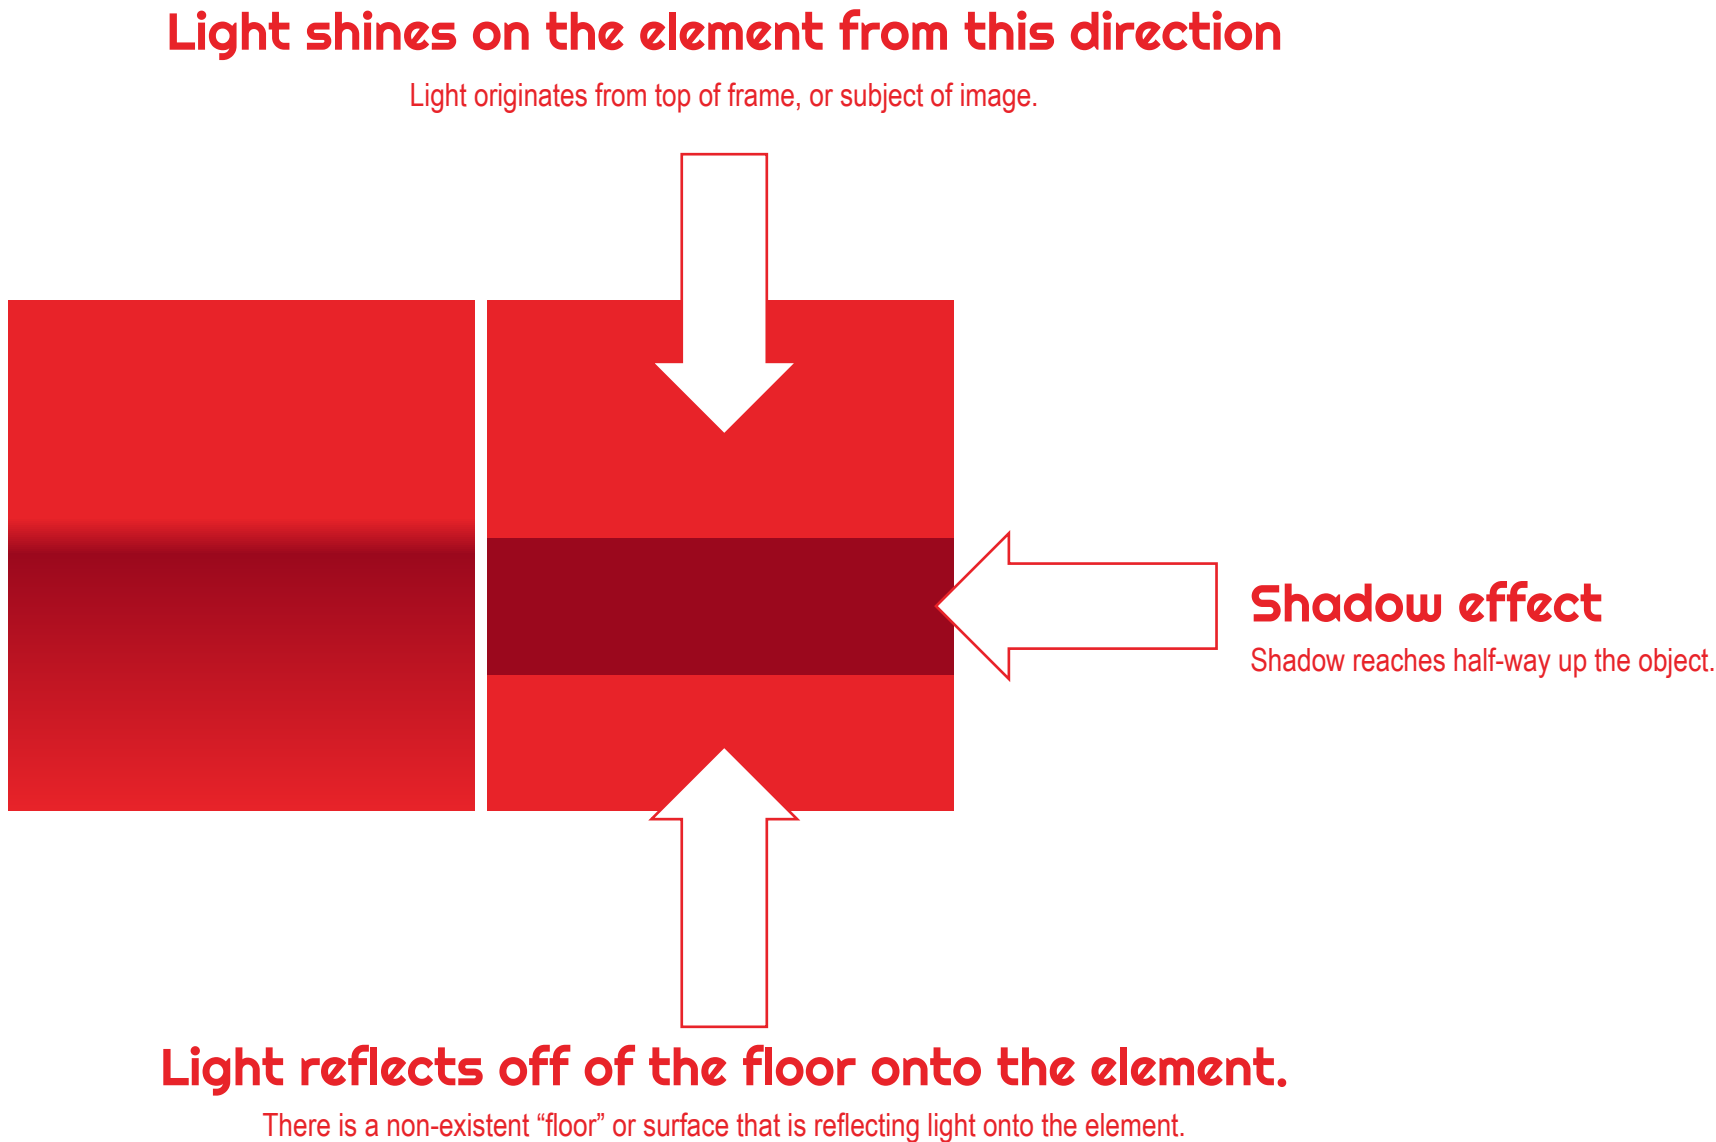 Light shines on the element from this direction
Light originates from top of frame, or subject of image.
Shadow effect
Shadow reaches half-way up the object.
Light reflects off of the floor onto the element.
There is a non-existent “floor” or surface that is reflecting light onto the element.